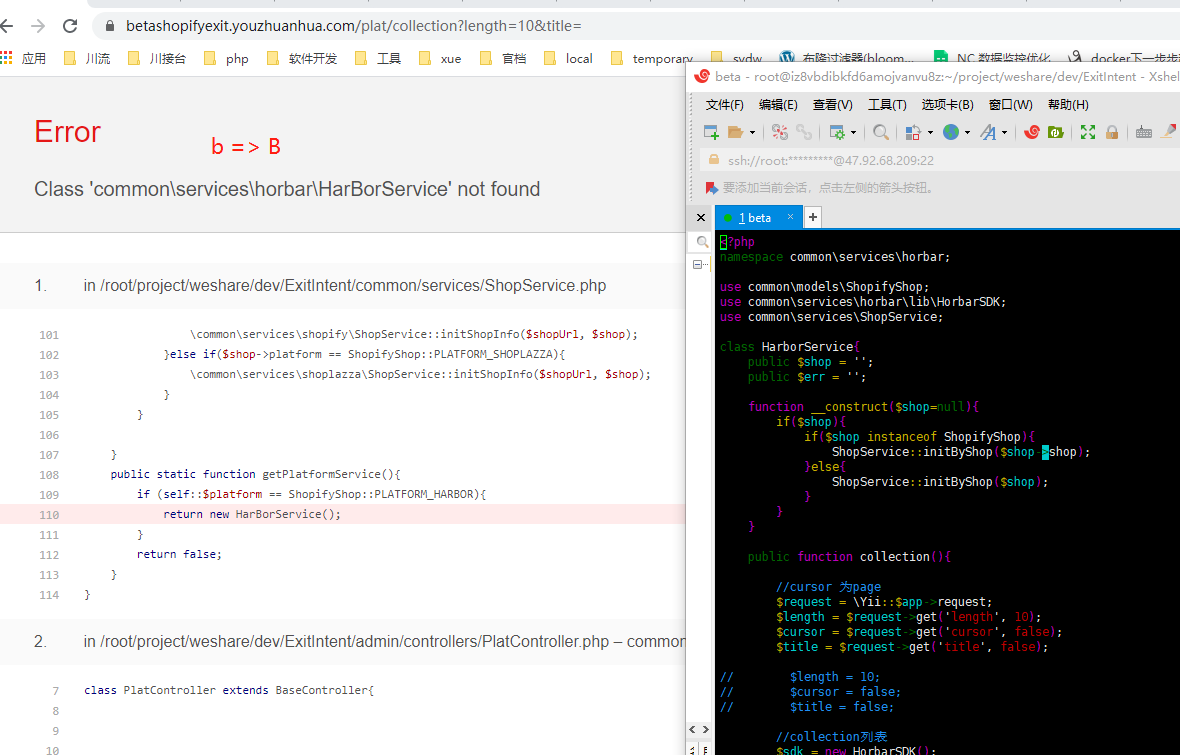 betashopifyexit.youzhuanhua.com/plat/collection?length=10&title=
应用 川流 川接台 php 软件开发 工具 xue 官档 local temporary svdw 布隆过滤器(bloom... NC 数据监控优化 docker下一步步
Error
b => B
Class 'common\services\horbar\HarBorService' not found
1. in /root/project/weshare/dev/ExitIntent/common/services/ShopService.php
101 \common\services\shopify\ShopService::initShopInfo($shopUrl, $shop);
102 }else if($shop->platform == ShopifyShop::PLATFORM_SHOPLAZZA){
103 \common\services\shoplazza\ShopService::initShopInfo($shopUrl, $shop);
104 }
105 }
106
107 }
108 public static function getPlatformService(){
109 if (self::$platform == ShopifyShop::PLATFORM_HARBOR){
110 return new HarBorService();
111 }
112 return false;
113 }
114 }
2. in /root/project/weshare/dev/ExitIntent/admin/controllers/PlatController.php – common
7 class PlatController extends BaseController{
8
9
10
beta - root@iz8vbdibkfd6amojvanvu8z:~/project/weshare/dev/ExitIntent - Xshel
文件(F) 编辑(E) 查看(V) 工具(T) 选项卡(B) 窗口(W) 帮助(H)
ssh://root:*********@47.92.68.209:22
要添加当前会话，点击左侧的箭头按钮。
1 beta × +
<?php
namespace common\services\horbar;
use common\models\ShopifyShop;
use common\services\horbar\lib\HorbarSDK;
use common\services\ShopService;
class HarborService{
public $shop = '';
public $err = '';
function __construct($shop=null){
if($shop){
if($shop instanceof ShopifyShop){
ShopService::initByShop($shop->shop);
}else{
ShopService::initByShop($shop);
}
}
}
public function collection(){
//cursor 为page
$request = \Yii::$app->request;
$length = $request->get('length', 10);
$cursor = $request->get('cursor', false);
$title = $request->get('title', false);
// $length = 10;
// $cursor = false;
// $title = false;
//collection列表
$sdk = new HorbarSDK();